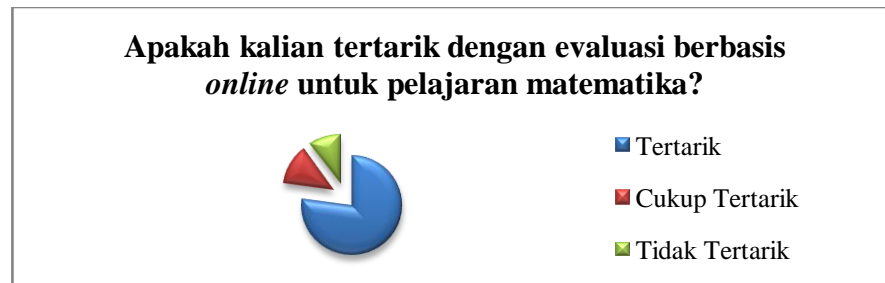 Apakah kalian tertarik dengan evaluasi berbasis
online untuk pelajaran matematika?
Tertarik
Cukup Tertarik
Tidak Tertarik